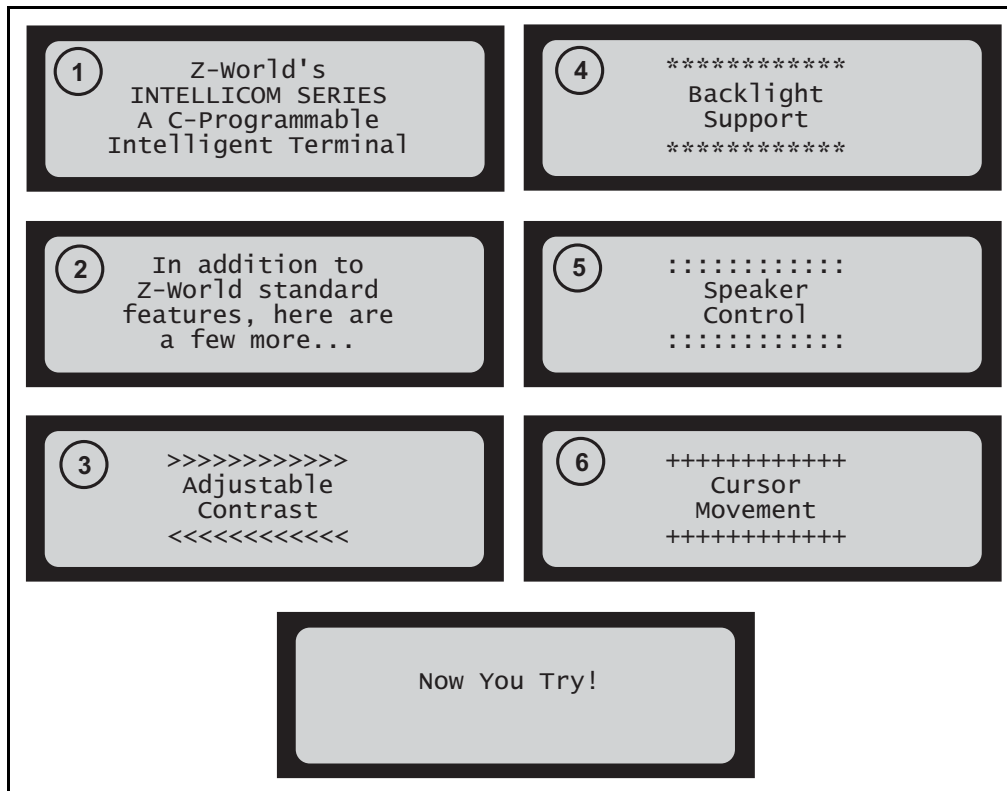 1
Z-World's
INTELLICOM SERIES
A C-Programmable
Intelligent Terminal
2
In addition to
Z-World standard
features, here are
a few more...
3
>>>>>>>>>>>>
Adjustable
Contrast
<<<<<<<<<<<<
4
************
Backlight
Support
************
5
::::::::::::
Speaker
Control
::::::::::::
6
++++++++++++
Cursor
Movement
++++++++++++
Now You Try!